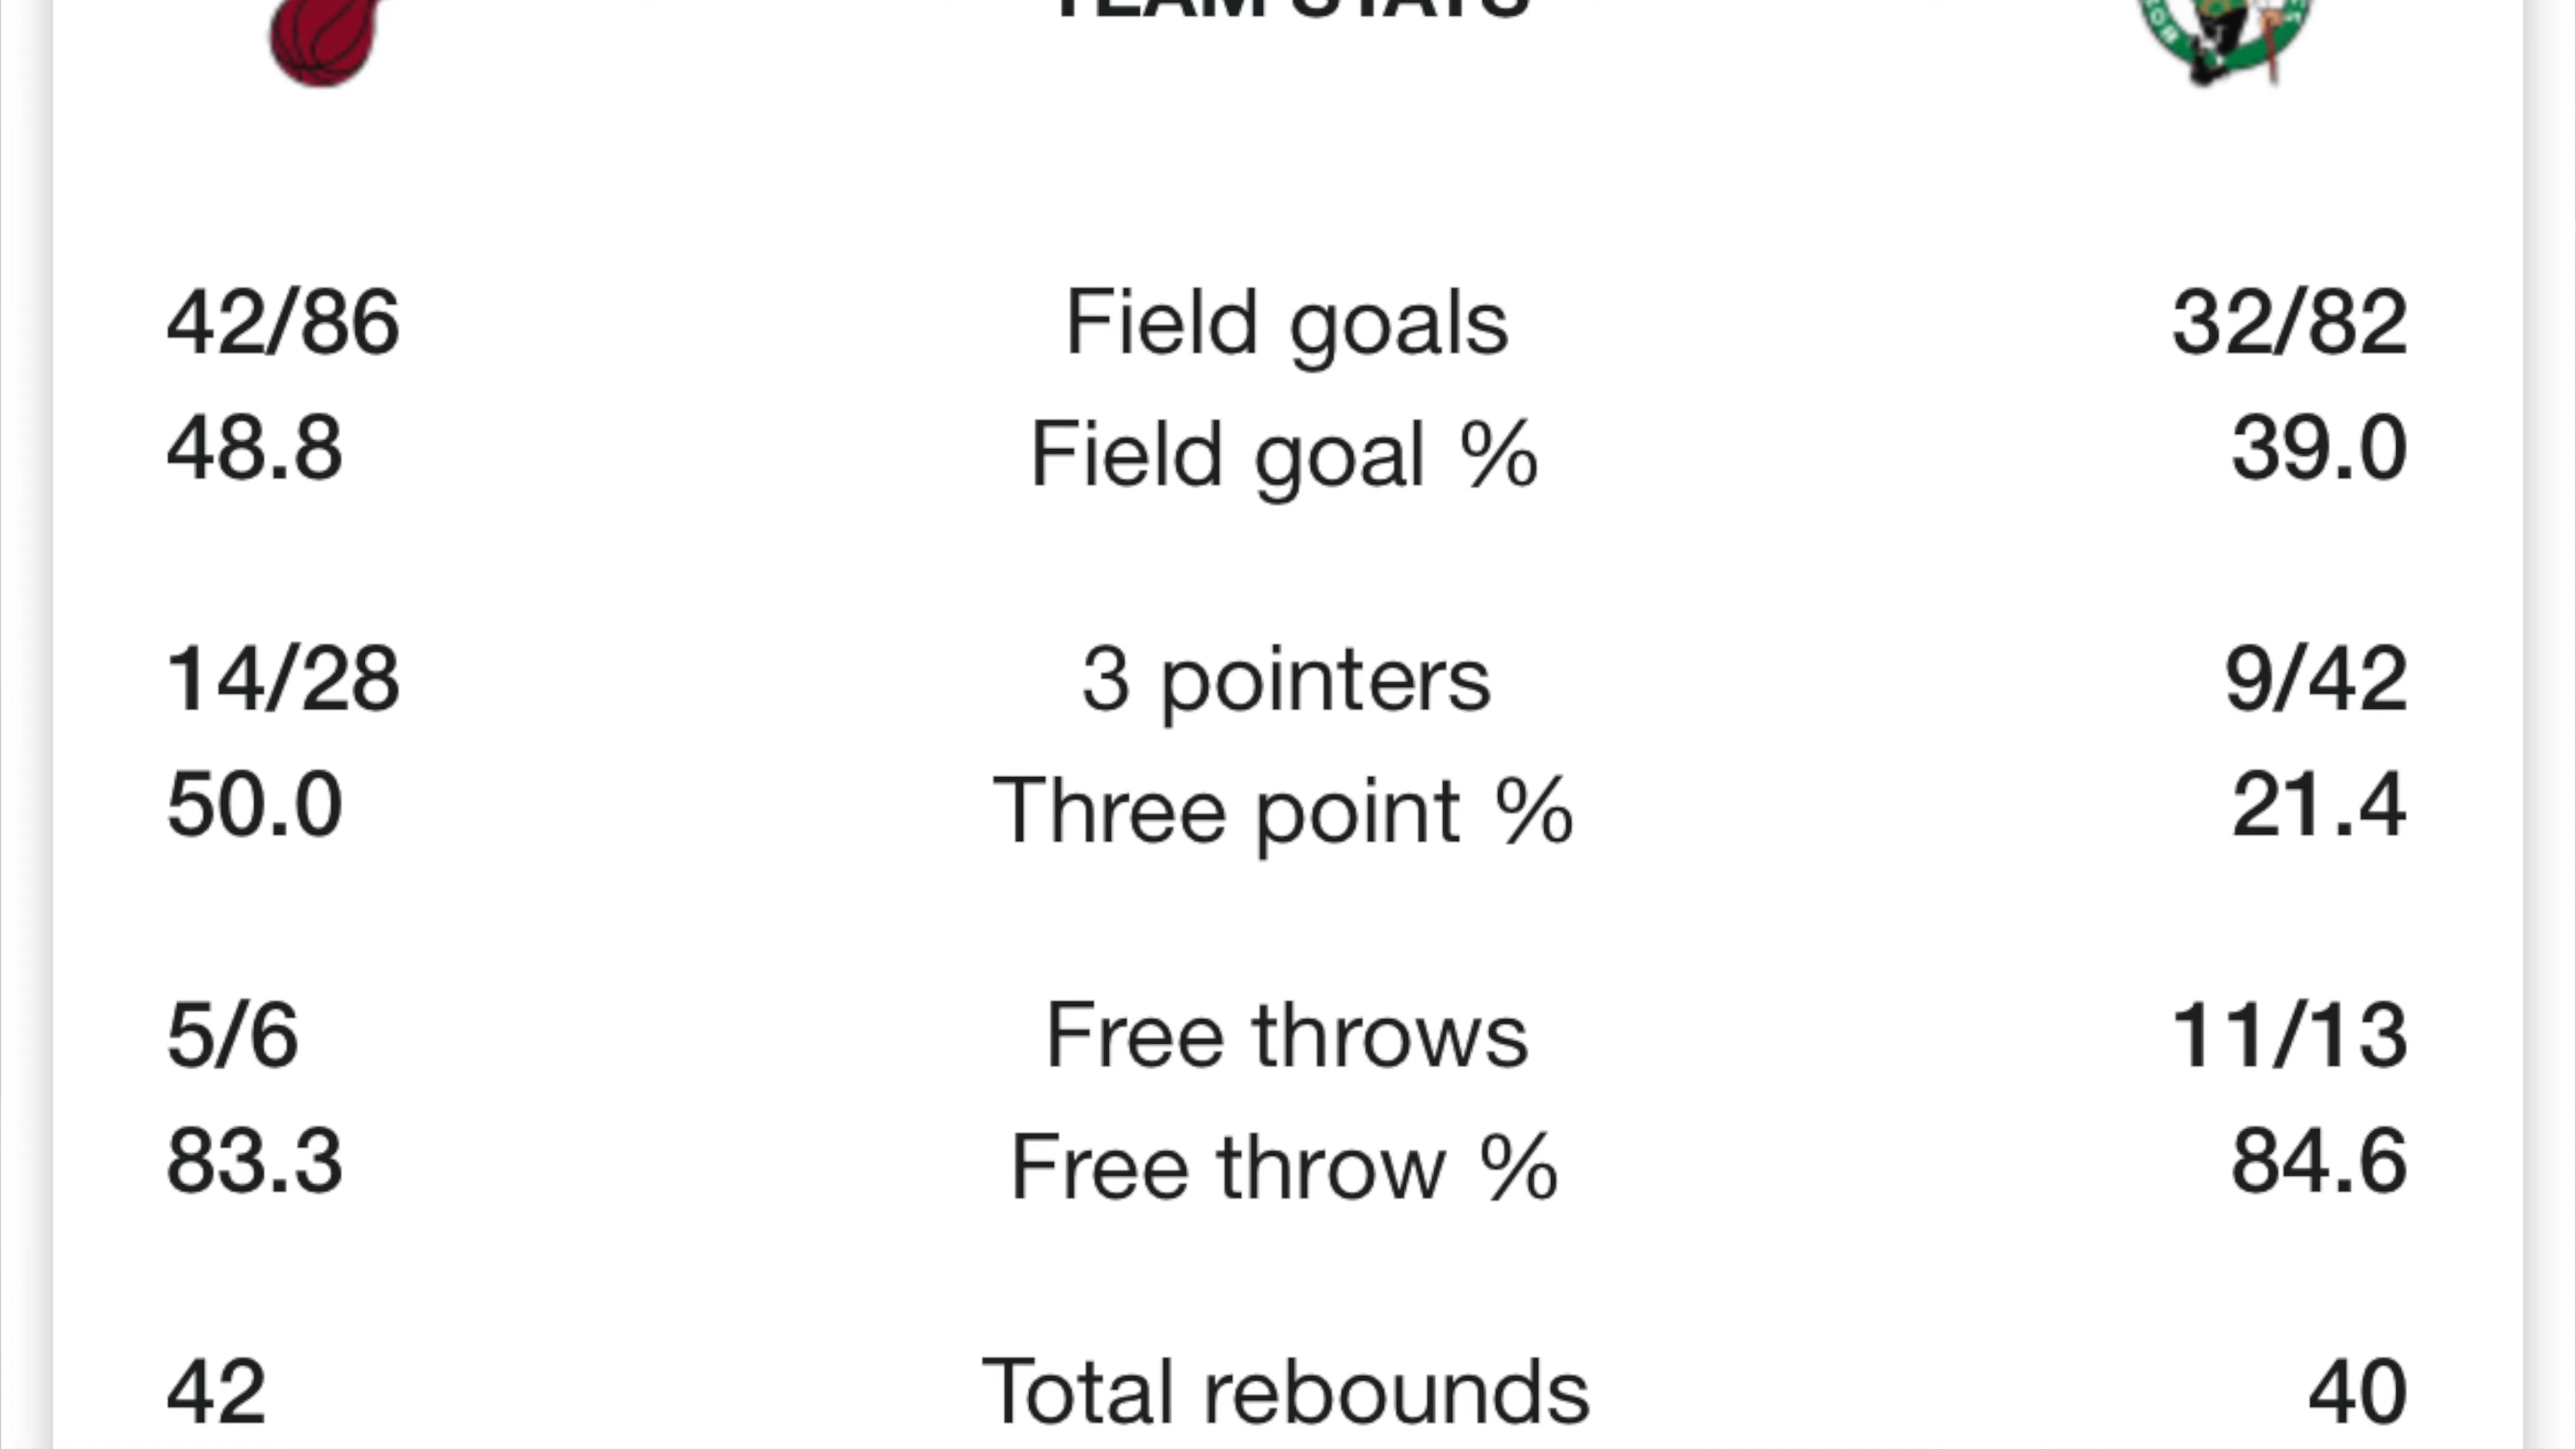 TEAM STATS
42/86 Field goals 32/82
48.8 Field goal % 39.0
14/28 3 pointers 9/42
50.0 Three point % 21.4
5/6 Free throws 11/13
83.3 Free throw % 84.6
42 Total rebounds 40